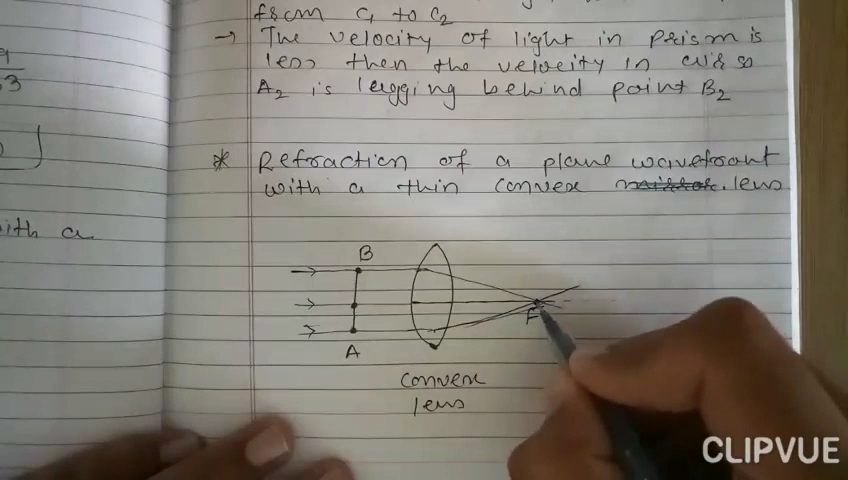 from C1 to C2
→ The velocity of light in prism is
less then the velocity in air so
A2 is lagging behind point B2
3
* Refraction of a plane wavefront
with a thin convex lens
ith a
B
F
A
convex
lens
CLIPVUE